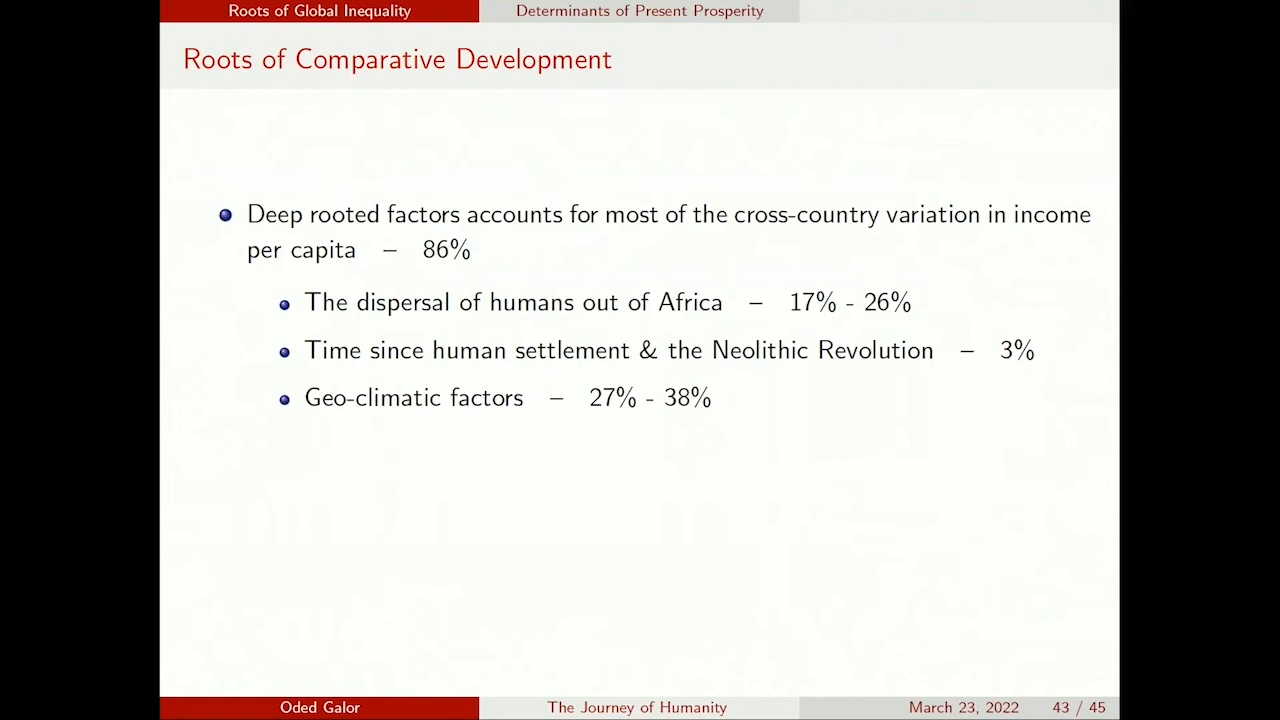 Roots of Global Inequality
Determinants of Present Prosperity
Roots of Comparative Development
Deep rooted factors accounts for most of the cross-country variation in income
per capita – 86%
The dispersal of humans out of Africa – 17% - 26%
Time since human settlement & the Neolithic Revolution – 3%
Geo-climatic factors – 27% - 38%
Oded Galor
The Journey of Humanity
March 23, 2022 43 / 45